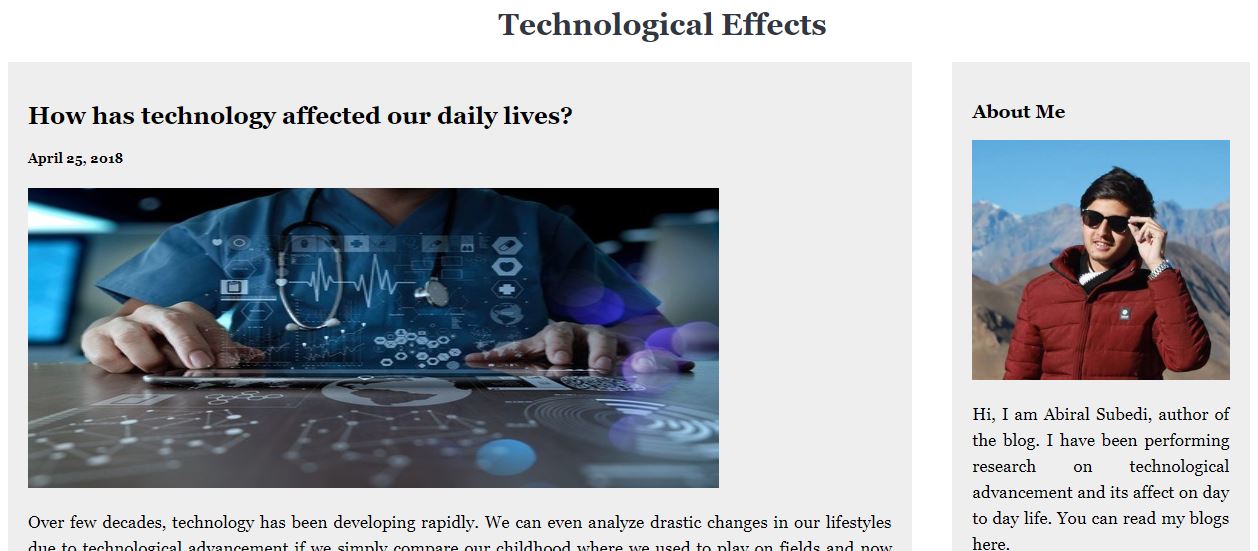 Technological Effects
How has technology affected our daily lives?
April 25, 2018
Over few decades, technology has been developing rapidly. We can even analyze drastic changes in our lifestyles
due to technological advancement if we simply compare our childhood where we used to play on fields and now
About Me
Hi, I am Abiral Subedi, author of
the blog. I have been performing
research on technological
advancement and its affect on day
to day life. You can read my blogs
here.